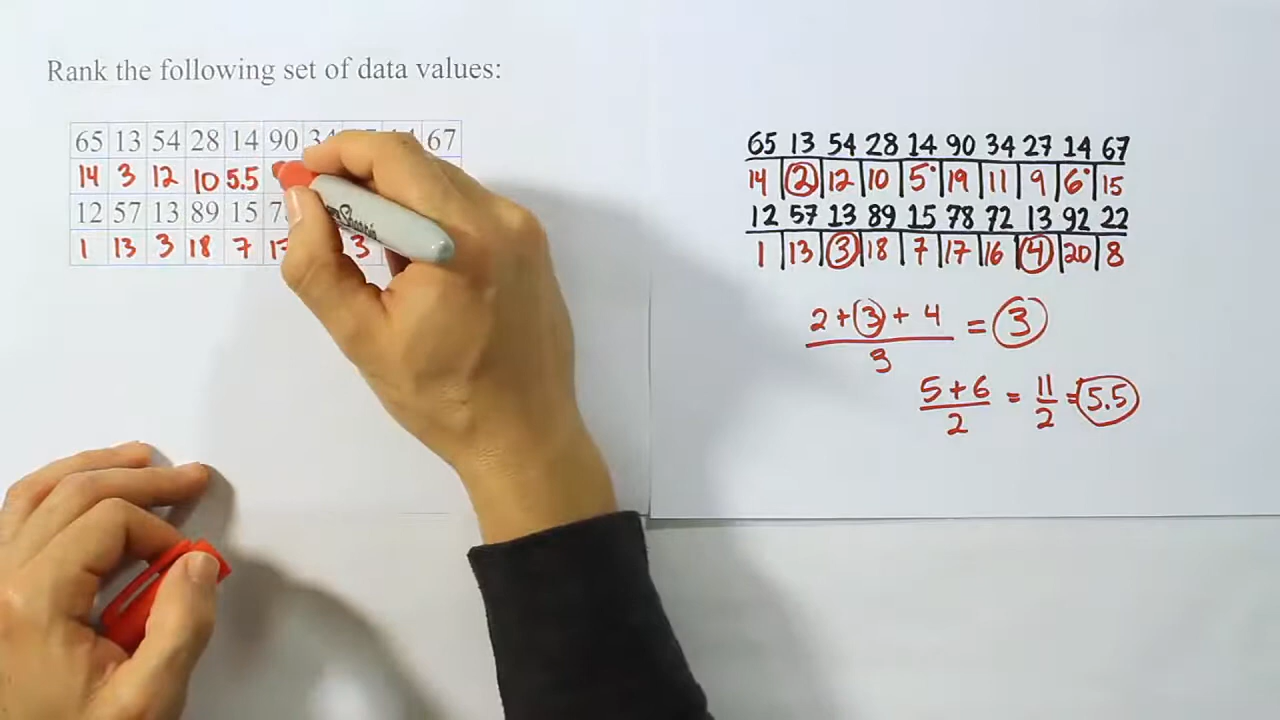 Rank the following set of data values:
65 13 54 28 14 90 34 67
14 3 12 10 5.5
12 57 13 89 15
1 13 3 18 7 3
65 13 54 28 14 90 34 27 14 67
14 2 12 10 5 19 11 9 6 15
12 57 13 89 15 78 72 13 92 22
1 13 3 18 7 17 16 4 20 8
2 + 3 + 4 = 3
3
5 + 6 = 11 = 5.5
2 2